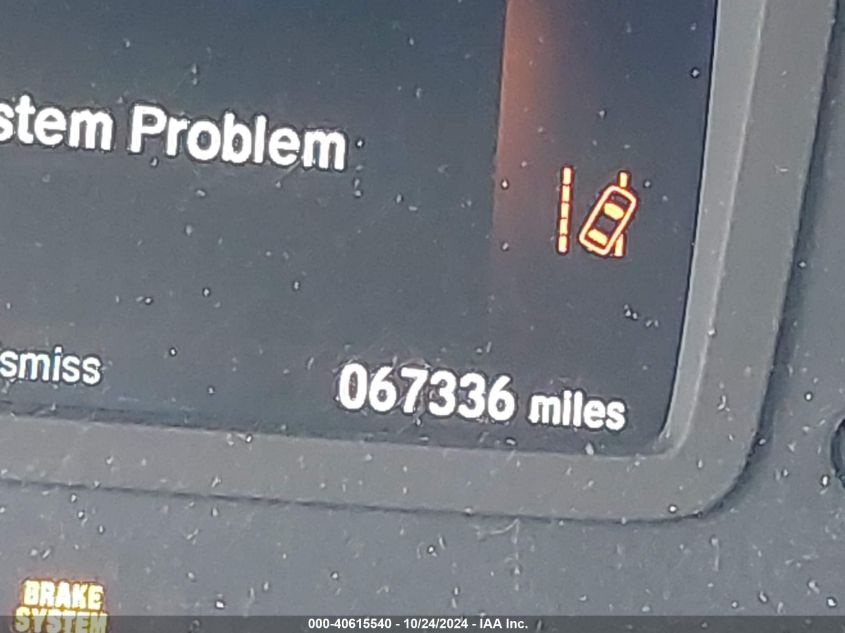 stem Problem
smiss
067336 miles
BRAKE
SYSTEM
000-40615540 - 10/24/2024 - IAA Inc.